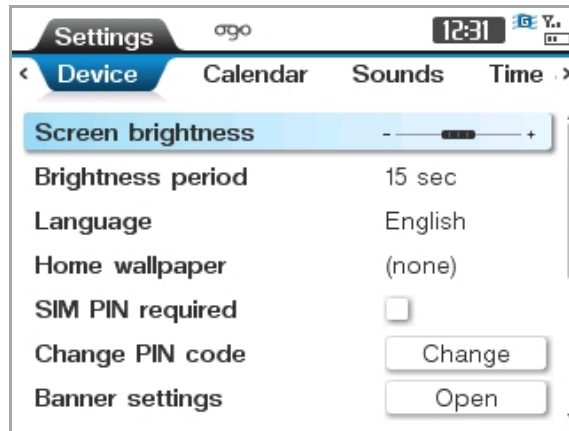 Settings ogo 12:31 G
‹ Device Calendar Sounds Time ›
Screen brightness - +
Brightness period 15 sec
Language English
Home wallpaper (none)
SIM PIN required
Change PIN code Change
Banner settings Open